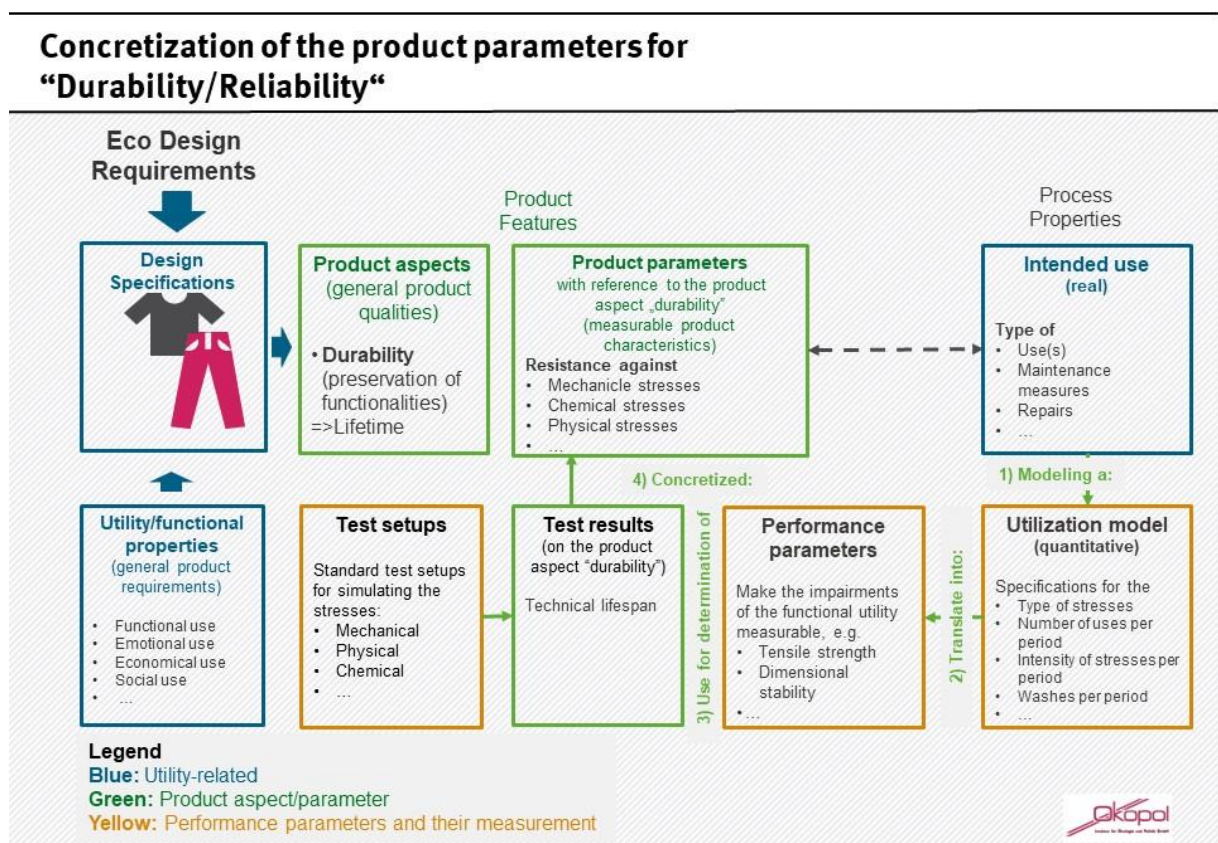 Concretization of the product parameters for
“Durability/Reliability“
Eco Design
Requirements
Product
Features
Process
Properties
Design
Specifications
Product aspects
(general product
qualities)
• Durability
(preservation of
functionalities)
=>Lifetime
Product parameters
with reference to the product
aspect „durability”
(measurable product
characteristics)
Resistance against
• Mechanicle stresses
• Chemical stresses
• Physical stresses
• ...
Intended use
(real)
Type of
• Use(s)
• Maintenance
measures
• Repairs
• ...
4) Concretized:
1) Modeling a:
Utility/functional
properties
(general product
requirements)
• Functional use
• Emotional use
• Economical use
• Social use
• ...
Test setups
Standard test setups
for simulating the
stresses:
• Mechanical
• Physical
• Chemical
• ...
Test results
(on the product
aspect “durability”)
Technical lifespan
3) Use for determination of
Performance
parameters
Make the impairments
of the functional utility
measurable, e.g.
• Tensile strength
• Dimensional
stability
• ...
2) Translate into:
Utilization model
(quantitative)
Specifications for the
• Type of stresses
• Number of uses per
period
• Intensity of stresses per
period
• Washes per period
• ...
Legend
Blue: Utility-related
Green: Product aspect/parameter
Yellow: Performance parameters and their measurement
Ökopol
Institut für Ökologie und Politik GmbH